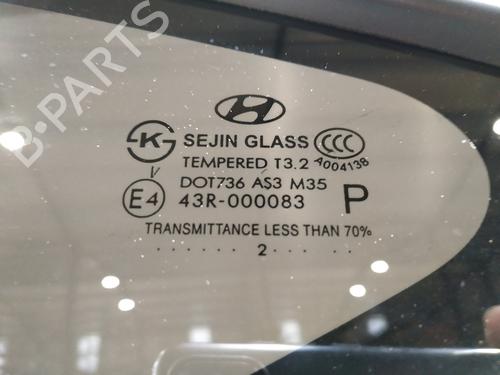 B-PARTS
SEJIN GLASS
TEMPERED T3.2
A004138
DOT736 AS3 M35
V
E4
43R-000083
P
TRANSMITTANCE LESS THAN 70%
. . . . . . 2 . . . . . .